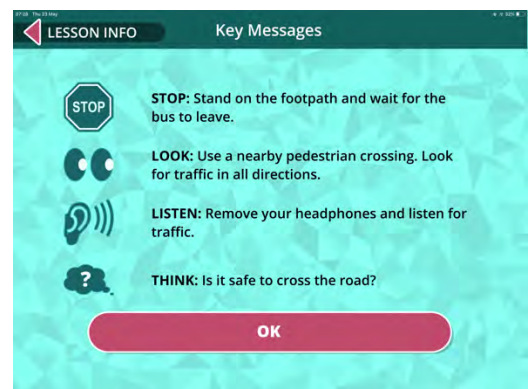 LESSON INFO
Key Messages
STOP
STOP: Stand on the footpath and wait for the
bus to leave.
LOOK: Use a nearby pedestrian crossing. Look
for traffic in all directions.
LISTEN: Remove your headphones and listen for
traffic.
?
THINK: Is it safe to cross the road?
OK